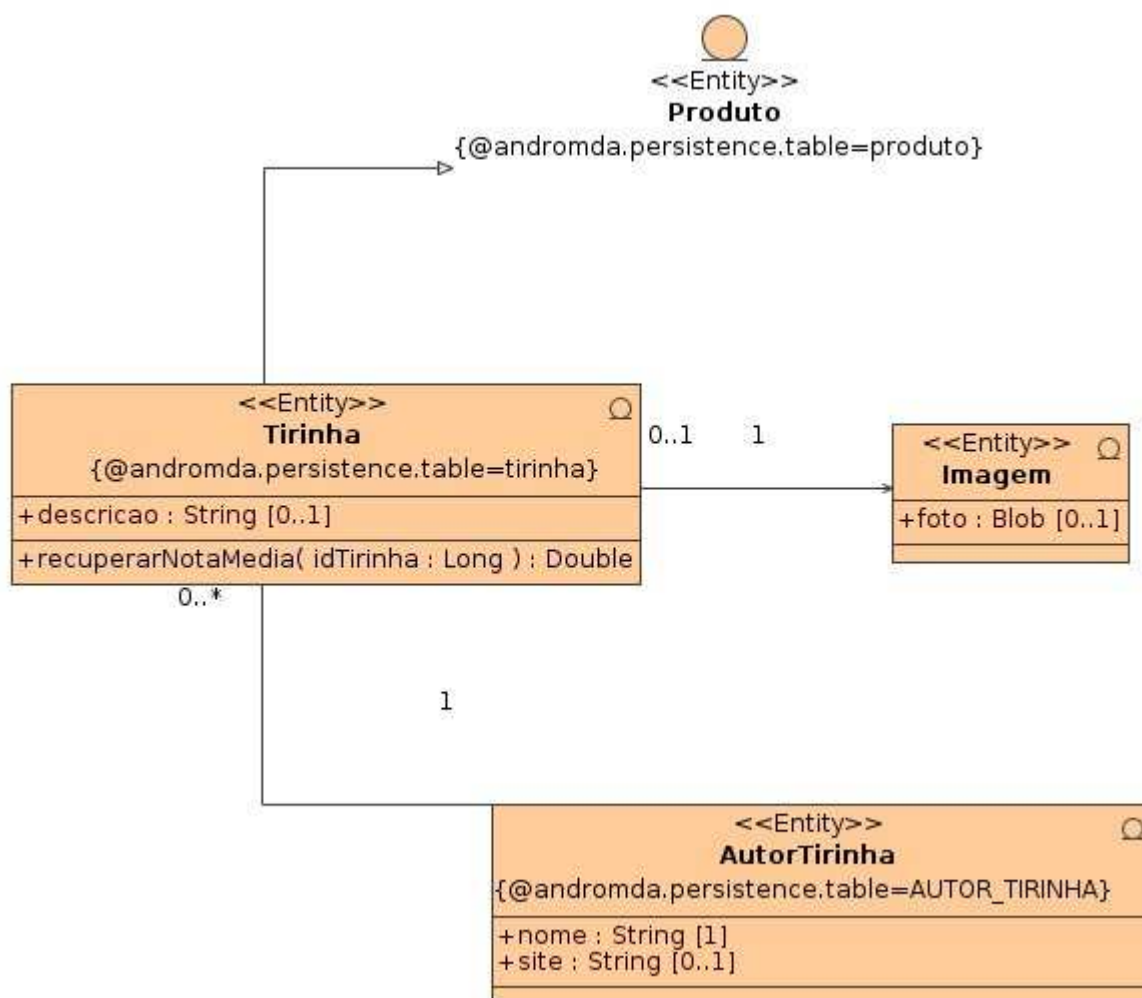 <<Entity>>
Produto
{@andromda.persistence.table=produto}
<<Entity>>
Tirinha
{@andromda.persistence.table=tirinha}
+descricao : String [0..1]
+recuperarNotaMedia( idTirinha : Long ) : Double
0..1 1
<<Entity>>
Imagem
+foto : Blob [0..1]
0..*
1
<<Entity>>
AutorTirinha
{@andromda.persistence.table=AUTOR_TIRINHA}
+nome : String [1]
+site : String [0..1]